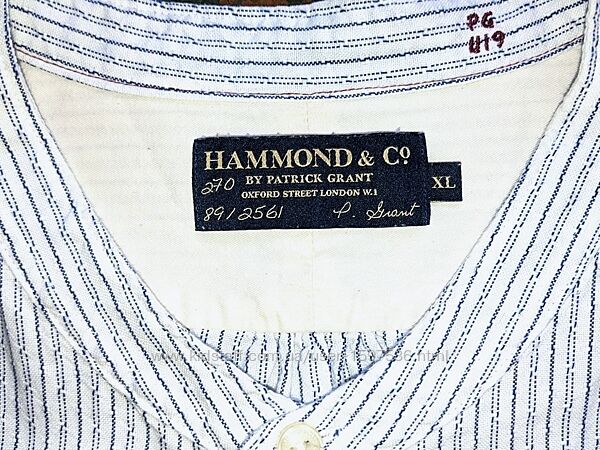 PG
419
HAMMOND & Cº
BY PATRICK GRANT
270
OXFORD STREET LONDON W.1
XL
89/2561
P. Grant